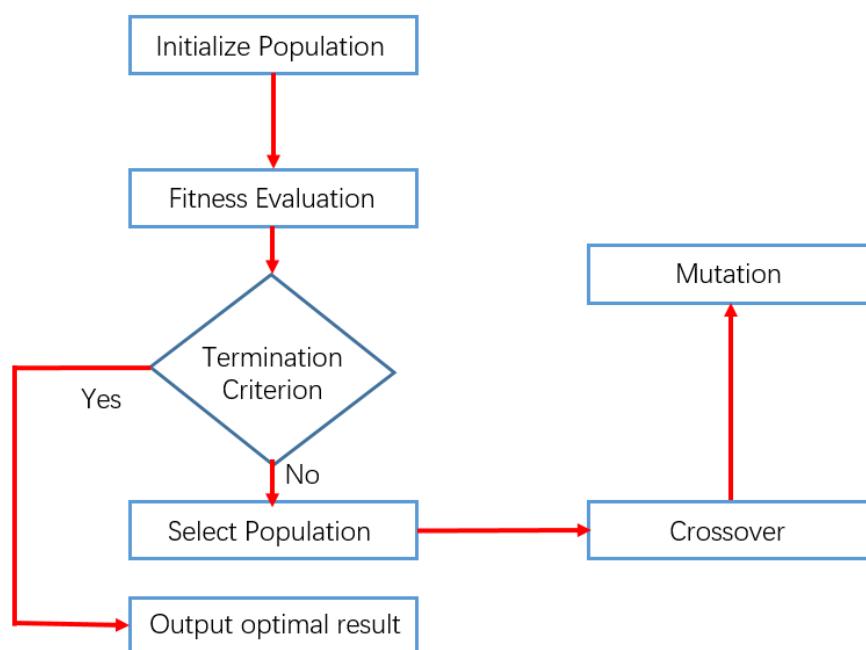 Initialize Population
Fitness Evaluation
Mutation
Termination
Criterion
Yes
No
Select Population
Crossover
Output optimal result